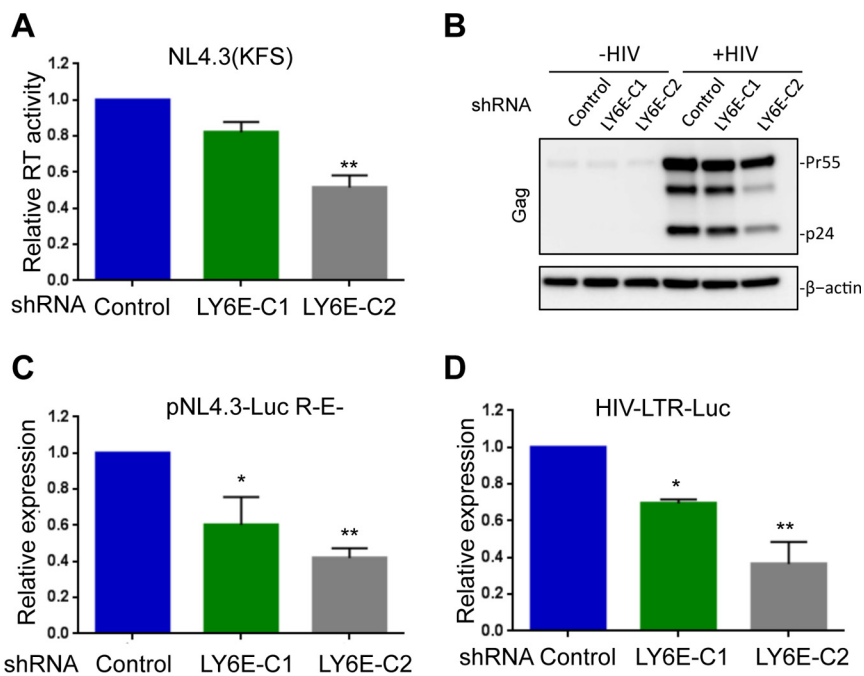 A
NL4.3(KFS)
Relative RT activity
1.2
1.0
0.8
0.6
0.4
1.2
0.0
**
shRNA Control LY6E-C1 LY6E-C2
B
-HIV +HIV
shRNA Control LY6E-C1 LY6E-C2 Control LY6E-C1 LY6E-C2
Gag
-Pr55
-p24
-β-actin
C
pNL4.3-Luc R-E-
Relative expression
1.2
1.0
0.8
0.6
0.4
0.2
0.0
*
**
shRNA Control LY6E-C1 LY6E-C2
D
HIV-LTR-Luc
Relative expression
1.2
1.0
0.8
0.6
0.4
0.2
0.0
*
**
shRNA Control LY6E-C1 LY6E-C2